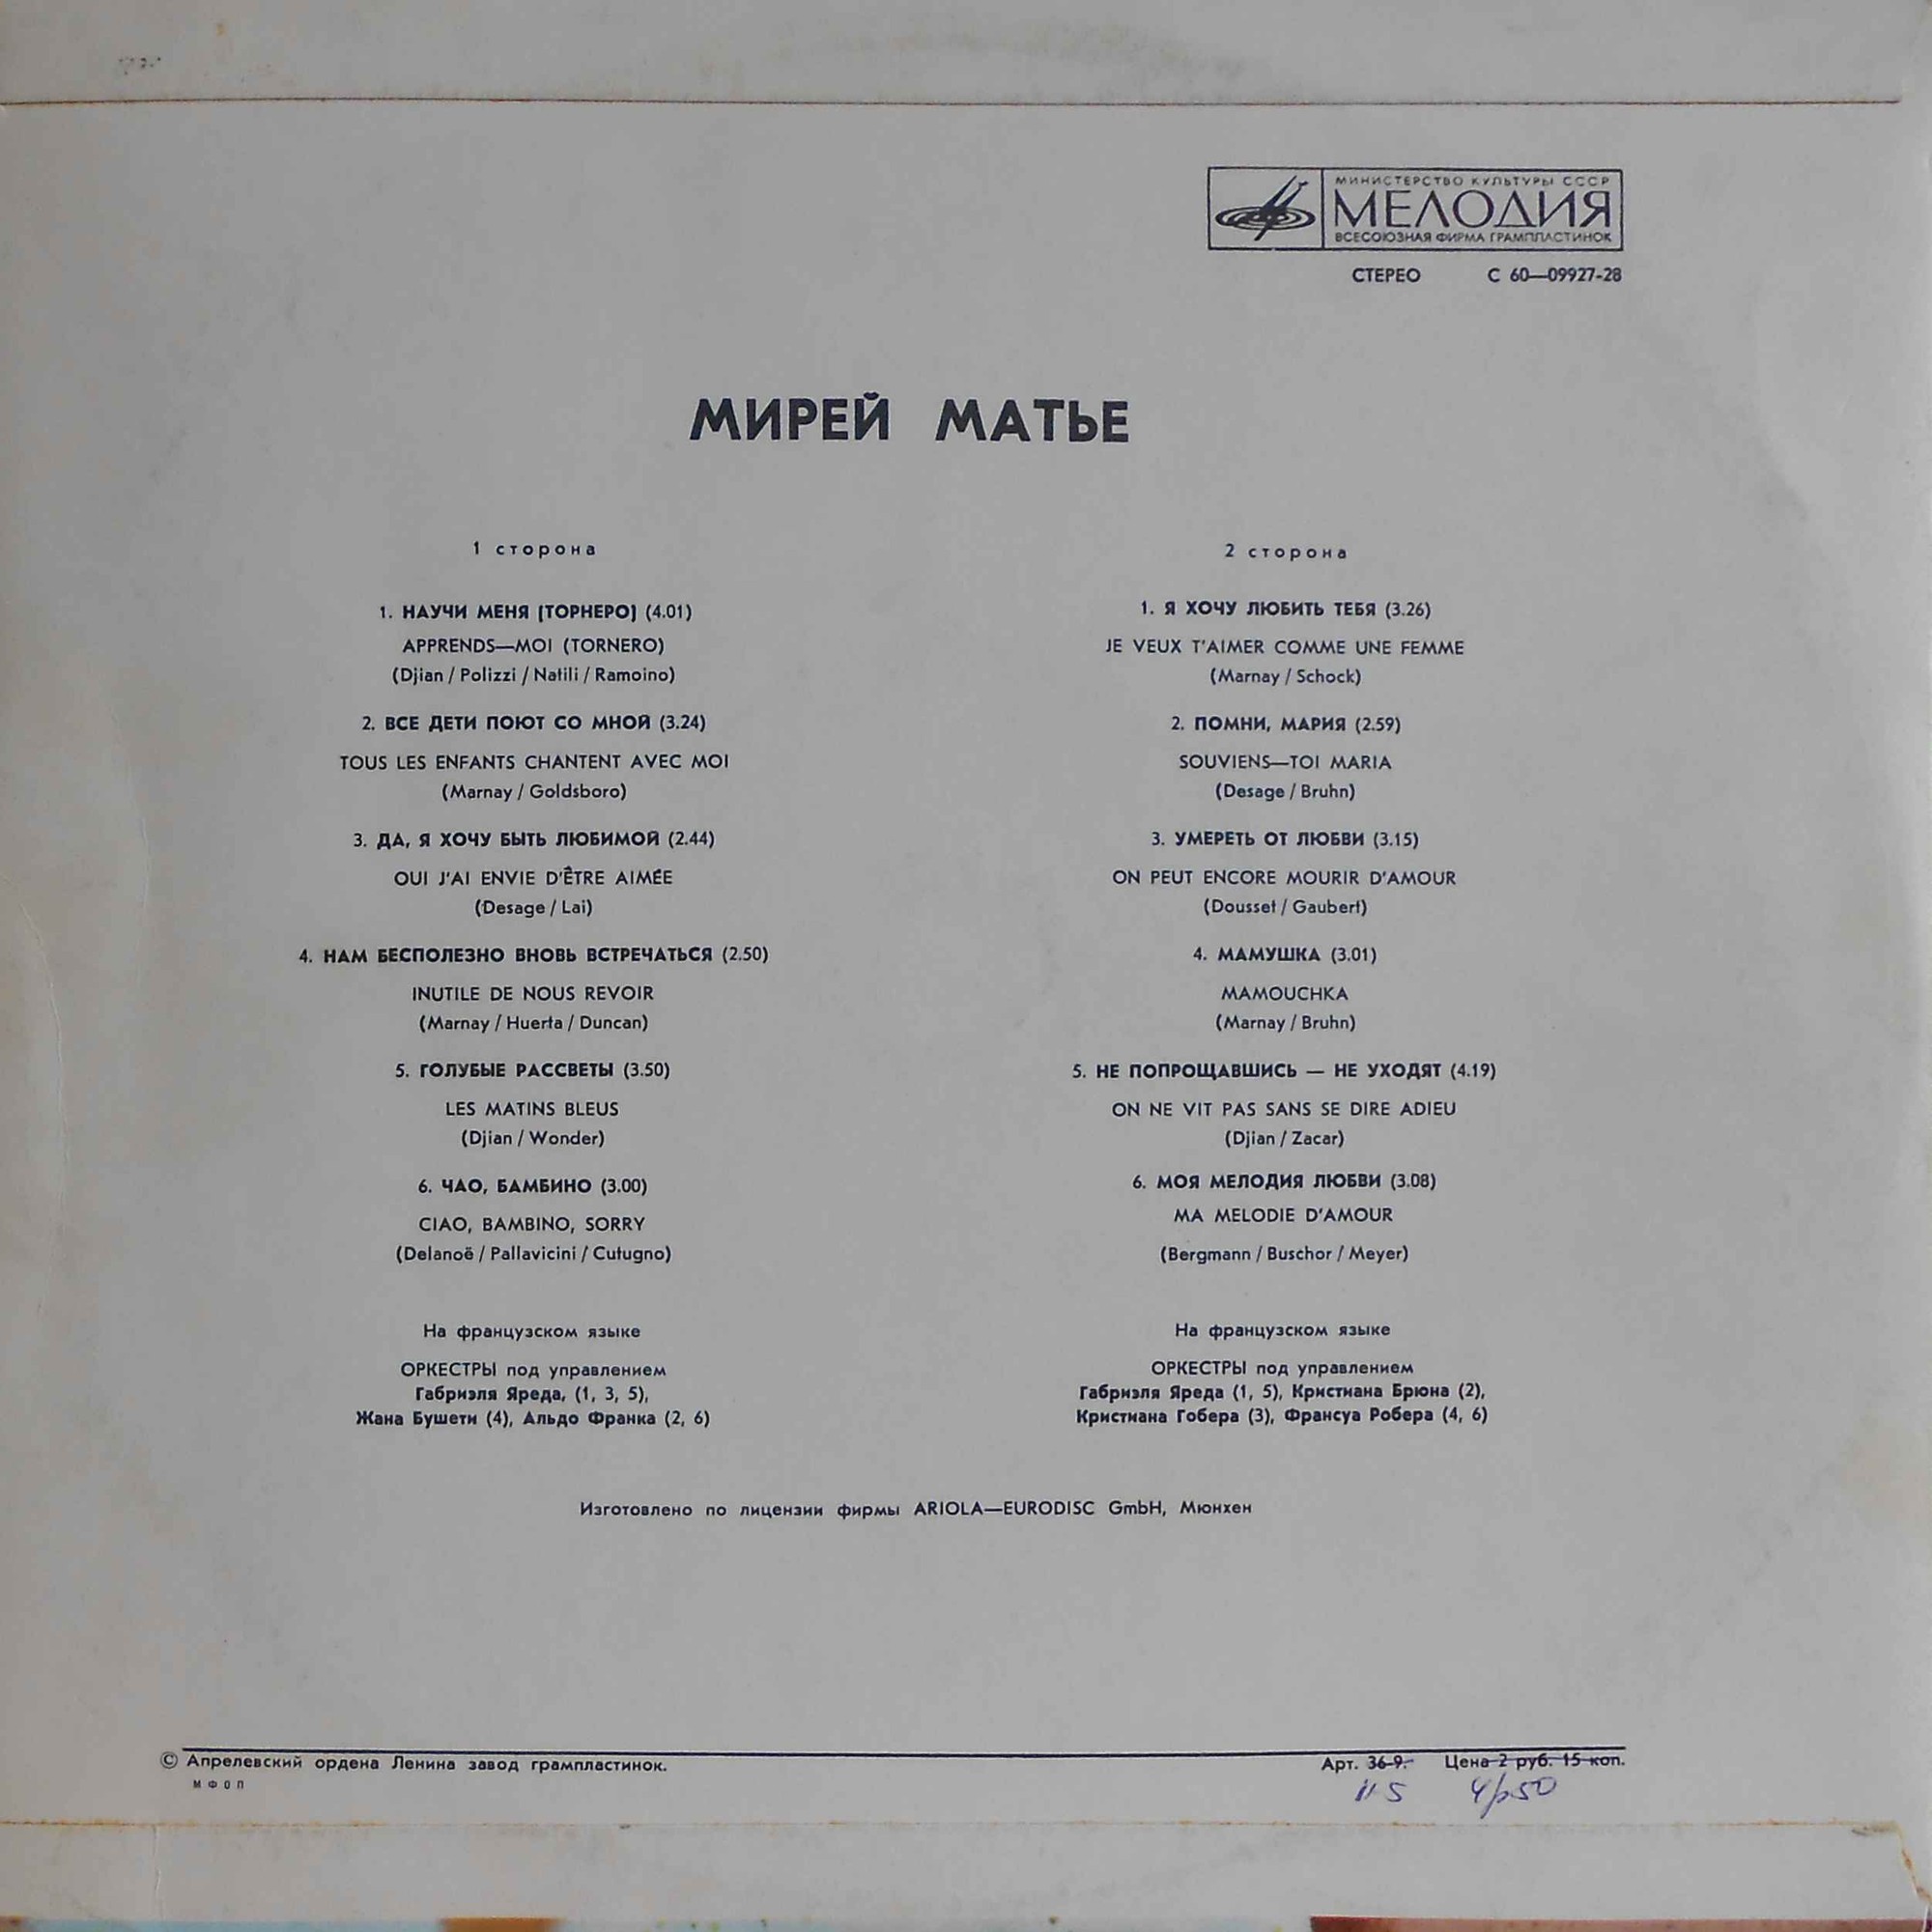 МИНИСТЕРСТВО КУЛЬТУРЫ СССР
МЕЛОДИЯ
ВСЕСОЮЗНАЯ ФИРМА ГРАМПЛАСТИНОК
СТЕРЕО С 60—09927-28
МИРЕЙ МАТЬЕ
1 сторона
1. НАУЧИ МЕНЯ (ТОРНЕРО) (4.01)
APPRENDS—MOI (TORNERO)
(Djian / Polizzi / Natili / Ramoino)
2. ВСЕ ДЕТИ ПОЮТ СО МНОЙ (3.24)
TOUS LES ENFANTS CHANTENT AVEC MOI
(Marnay / Goldsboro)
3. ДА, Я ХОЧУ БЫТЬ ЛЮБИМОЙ (2.44)
OUI J'AI ENVIE D'ÊTRE AIMÉE
(Desage / Lai)
4. НАМ БЕСПОЛЕЗНО ВНОВЬ ВСТРЕЧАТЬСЯ (2.50)
INUTILE DE NOUS REVOIR
(Marnay / Huerta / Duncan)
5. ГОЛУБЫЕ РАССВЕТЫ (3.50)
LES MATINS BLEUS
(Djian / Wonder)
6. ЧАО, БАМБИНО (3.00)
CIAO, BAMBINO, SORRY
(Delanoë / Pallavicini / Cutugno)
На французском языке
ОРКЕСТРЫ под управлением
Габриэля Яреда, (1, 3, 5),
Жана Бушети (4), Альдо Франка (2, 6)
2 сторона
1. Я ХОЧУ ЛЮБИТЬ ТЕБЯ (3.26)
JE VEUX T'AIMER COMME UNE FEMME
(Marnay / Schock)
2. ПОМНИ, МАРИЯ (2.59)
SOUVIENS—TOI MARIA
(Desage / Bruhn)
3. УМЕРЕТЬ ОТ ЛЮБВИ (3.15)
ON PEUT ENCORE MOURIR D'AMOUR
(Dousset / Gaubert)
4. МАМУШКА (3.01)
MAMOUCHKA
(Marnay / Bruhn)
5. НЕ ПОПРОЩАВШИСЬ — НЕ УХОДЯТ (4.19)
ON NE VIT PAS SANS SE DIRE ADIEU
(Djian / Zacar)
6. МОЯ МЕЛОДИЯ ЛЮБВИ (3.08)
MA MELODIE D'AMOUR
(Bergmann / Buschor / Meyer)
На французском языке
ОРКЕСТРЫ под управлением
Габриэля Яреда (1, 5), Кристиана Брюна (2),
Кристиана Гобера (3), Франсуа Робера (4, 6)
Изготовлено по лицензии фирмы ARIOLA—EURODISC GmbH, Мюнхен
© Апрелевский ордена Ленина завод грампластинок.
МФОП
Арт. 36-9. Цена 2 руб. 15 коп.
11-5 4р50